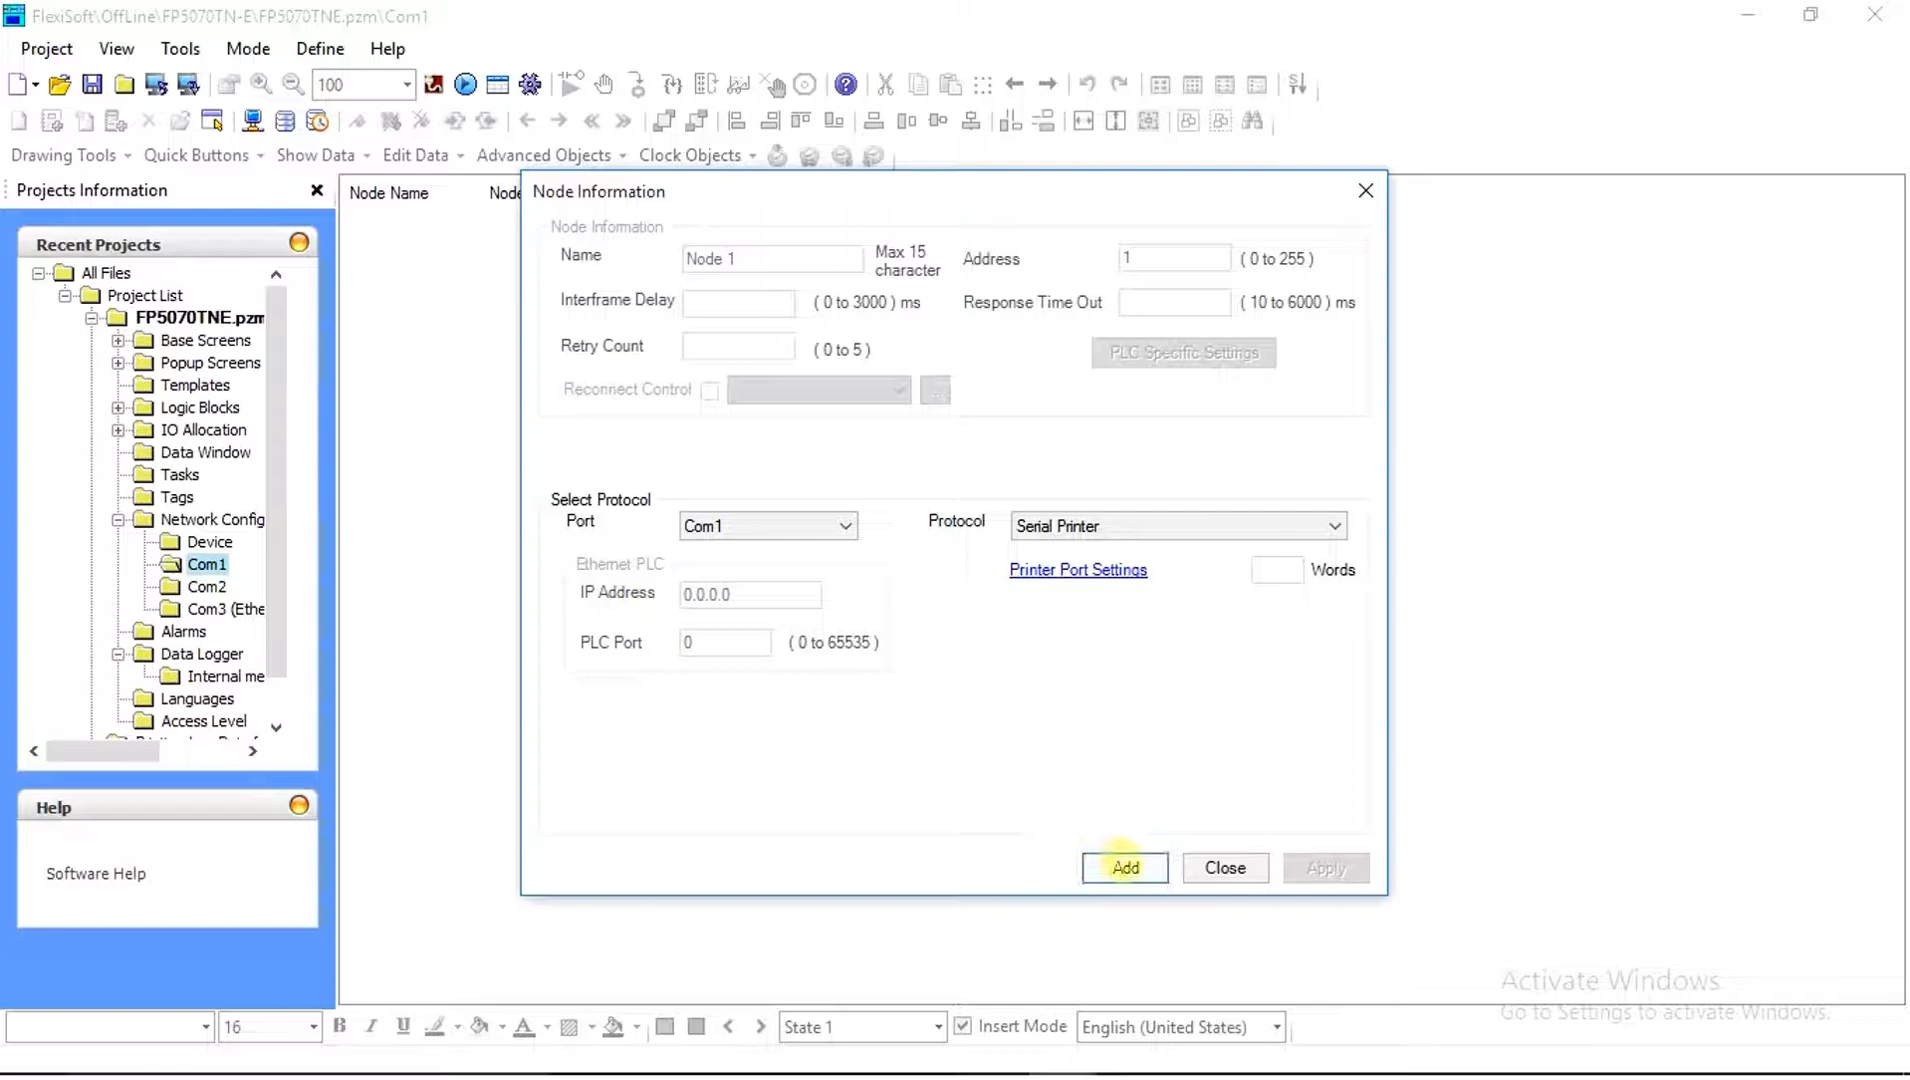 FlexiSoft\OffLine\FP5070TN-E\FP5070TNE.pzm\Com1
Project View Tools Mode Define Help
100
Drawing Tools Quick Buttons Show Data Edit Data Advanced Objects Clock Objects
Projects Information
Recent Projects
All Files
Project List
FP5070TNE.pzm
Base Screens
Popup Screens
Templates
Logic Blocks
IO Allocation
Data Window
Tasks
Tags
Network Config
Device
Com1
Com2
Com3 (Ethe
Alarms
Data Logger
Internal me
Languages
Access Level
Help
Software Help
Node Name Node
Node Information
Node Information
Name Node 1 Max 15 character Address 1 ( 0 to 255 )
Interframe Delay ( 0 to 3000 ) ms Response Time Out ( 10 to 6000 ) ms
Retry Count ( 0 to 5 ) PLC Specific Settings
Reconnect Control
Select Protocol
Port Com1 Protocol Serial Printer
Ethernet PLC Printer Port Settings Words
IP Address 0.0.0.0
PLC Port 0 ( 0 to 65535 )
Add Close Apply
Activate Windows
Go to Settings to activate Windows.
16 B I U State 1 Insert Mode English (United States)